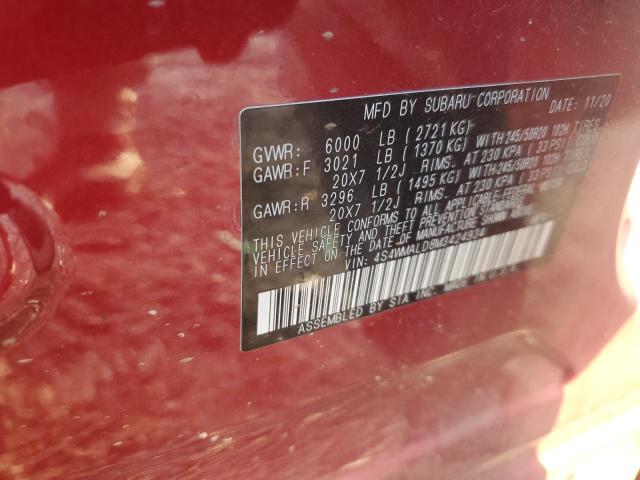 MFD BY SUBARU CORPORATION DATE: 11/20
GVWR: 6000 LB (2721 KG)
GAWR:F 3021 LB (1370 KG) WITH 245/50R20 102H TIRES
20X7 1/2J RIMS. AT 230 KPA (33 PSI)
GAWR:R 3296 LB (1495 KG) WITH 245/50R20 102H TIRES
20X7 1/2J RIMS. AT 230 KPA (33 PSI)
THIS VEHICLE CONFORMS TO ALL APPLICABLE FEDERAL MOTOR
VEHICLE SAFETY AND THEFT PREVENTION STANDARDS IN EFFECT
ON THE DATE OF MANUFACTURE SHOWN ABOVE.
VIN:
ASSEMBLED BY SIA INC. MADE IN U.S.A.